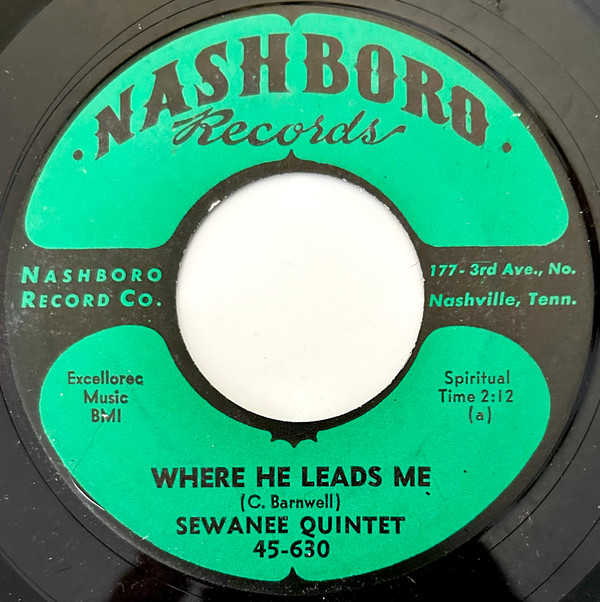 NASHBORO
Records
NASHBORO
RECORD CO.
177-3rd Ave., No.
Nashville, Tenn.
Excellorec
Music
BMI
Spiritual
Time 2:12
(a)
WHERE HE LEADS ME
(C. Barnwell)
SEWANEE QUINTET
45-630